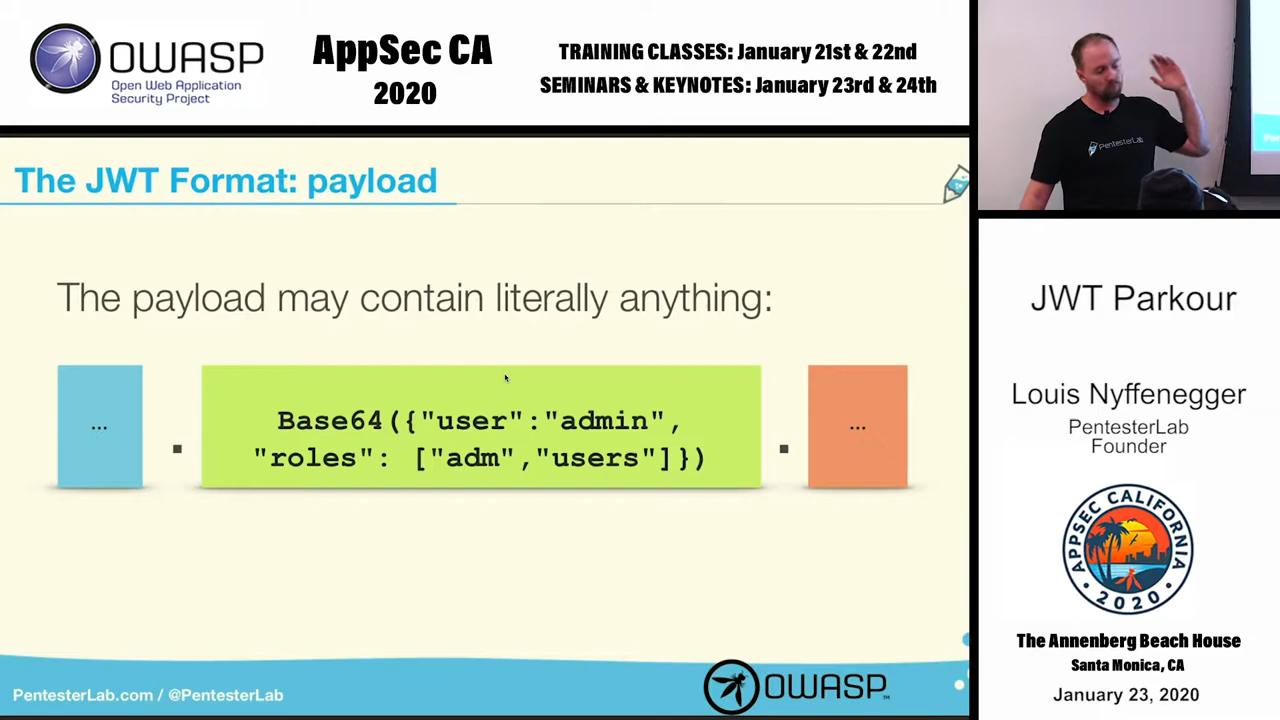 OWASP
Open Web Application
Security Project
AppSec CA
2020
TRAINING CLASSES: January 21st & 22nd
SEMINARS & KEYNOTES: January 23rd & 24th
PentesterLab
The JWT Format: payload
The payload may contain literally anything:
...
.
Base64({"user":"admin",
"roles": ["adm","users"]})
.
...
PentesterLab.com / @PentesterLab
OWASP™
JWT Parkour
Louis Nyffenegger
PentesterLab
Founder
APPSEC CALIFORNIA
• 2020 •
The Annenberg Beach House
Santa Monica, CA
January 23, 2020